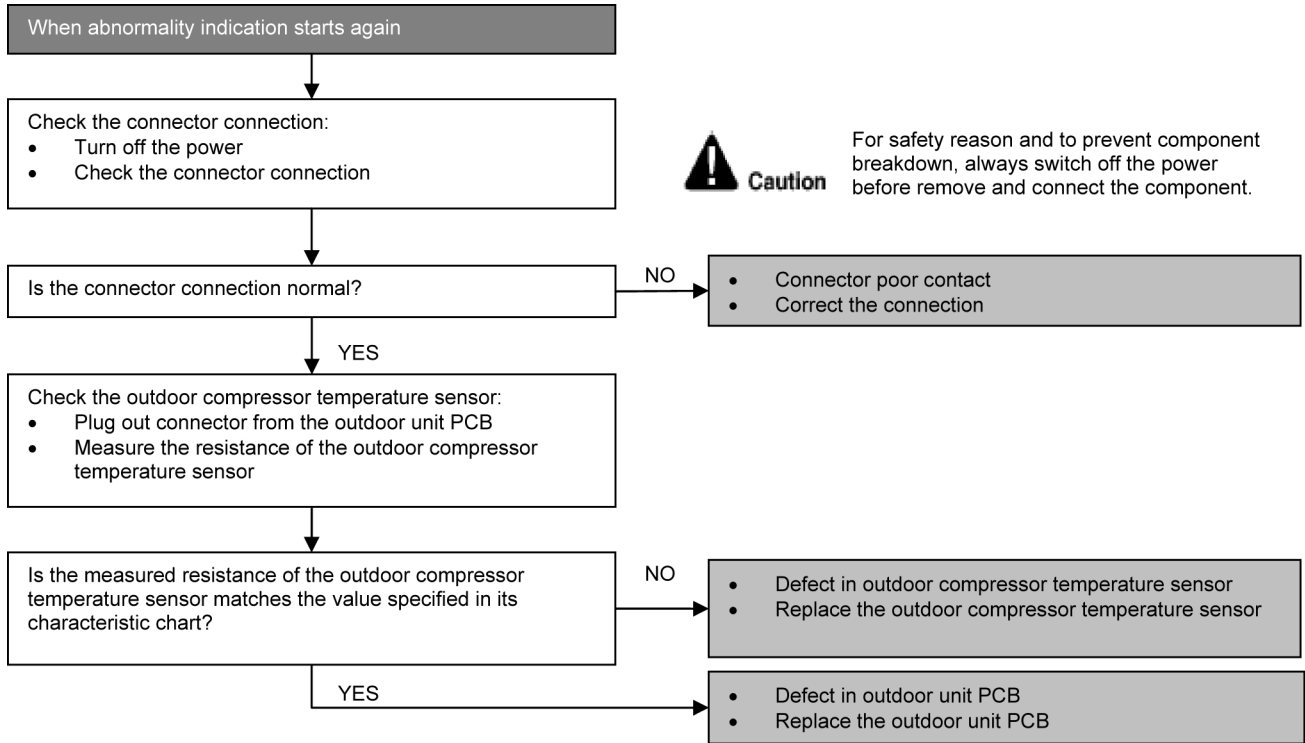 When abnormality indication starts again
Check the connector connection:
• Turn off the power
• Check the connector connection
Caution
For safety reason and to prevent component
breakdown, always switch off the power
before remove and connect the component.
Is the connector connection normal?
NO
• Connector poor contact
• Correct the connection
YES
Check the outdoor compressor temperature sensor:
• Plug out connector from the outdoor unit PCB
• Measure the resistance of the outdoor compressor
temperature sensor
Is the measured resistance of the outdoor compressor
temperature sensor matches the value specified in its
characteristic chart?
NO
• Defect in outdoor compressor temperature sensor
• Replace the outdoor compressor temperature sensor
YES
• Defect in outdoor unit PCB
• Replace the outdoor unit PCB